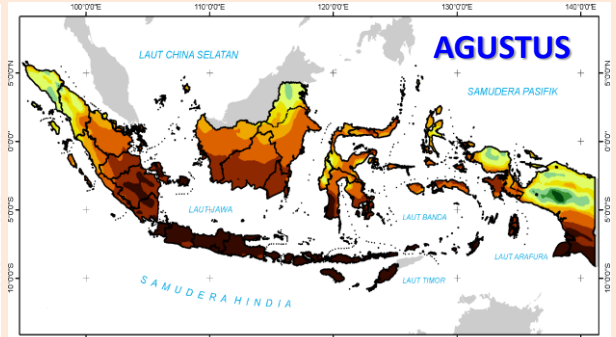 100°0'0"E 110°0'0"E 120°0'0"E 130°0'0"E 140°0'0"E
AGUSTUS
LAUT CHINA SELATAN
SAMUDERA PASIFIK
5°0'0"N 5°0'0"N
0°0'0" 0°0'0"
LAUT JAWA
LAUT BANDA
5°0'0"S 5°0'0"S
LAUT ARAFURA
LAUT TIMOR
10°0'0"S 10°0'0"S
SAMUDERA HINDIA